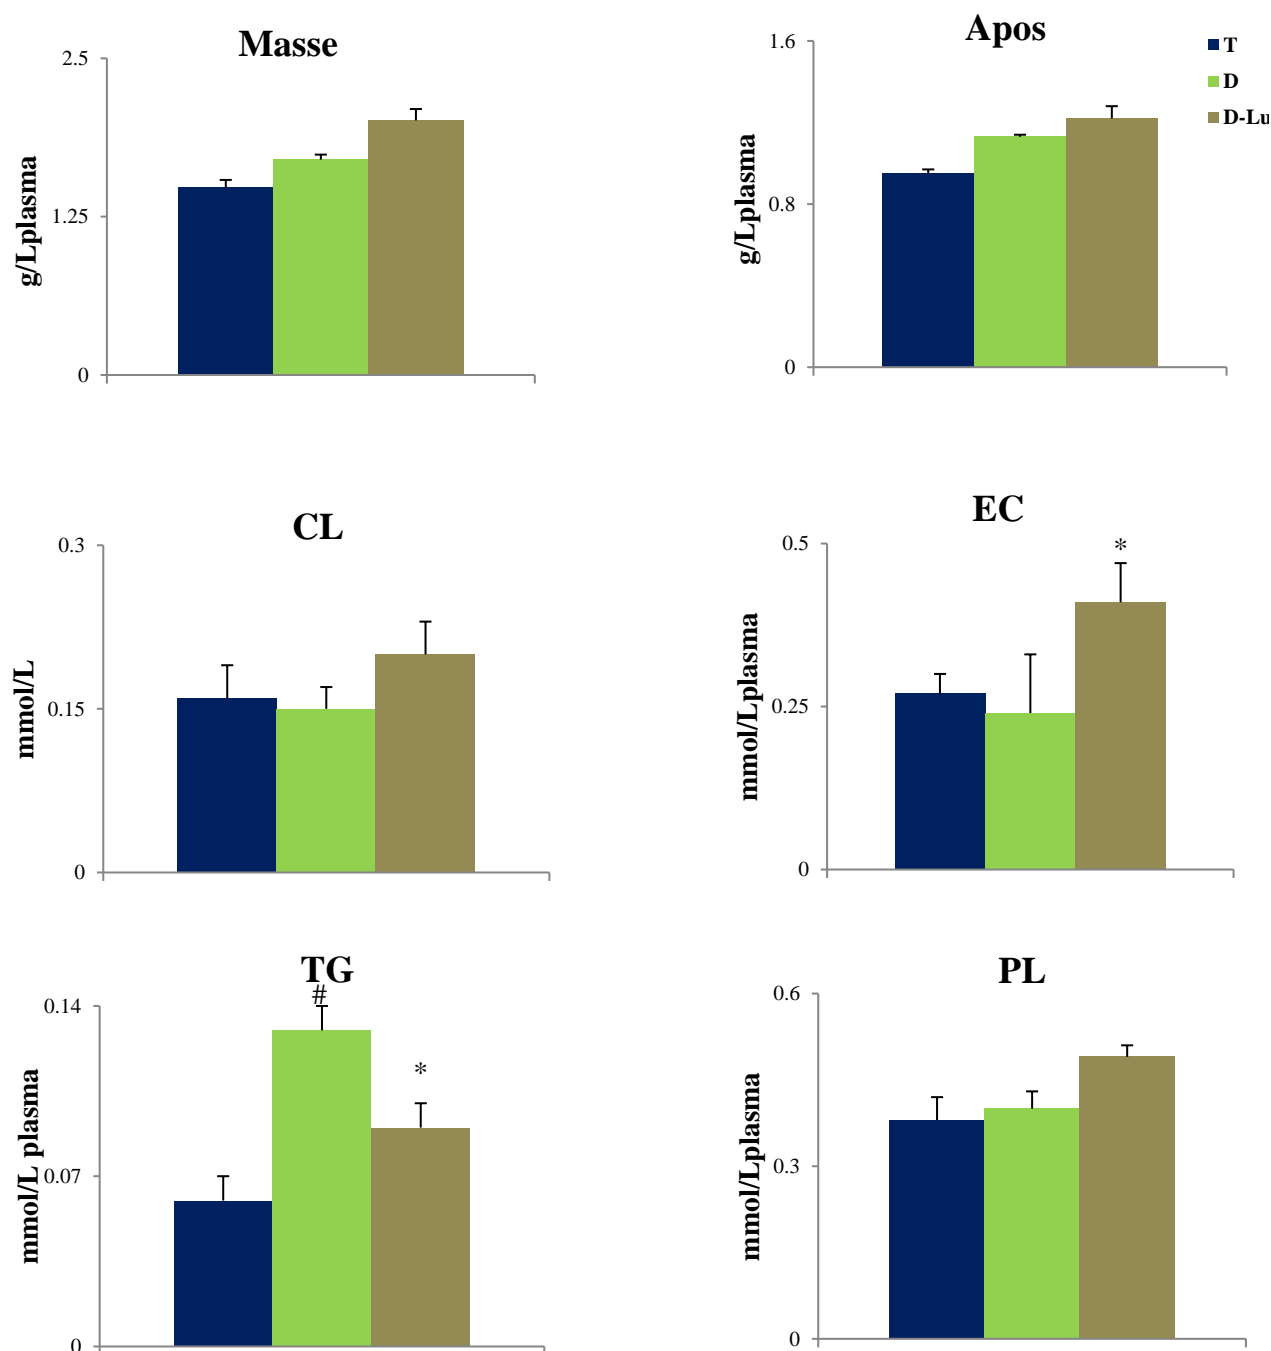 Masse
2.5
1.25
0
g/Lplasma
Apos
1.6
0.8
0
g/Lplasma
T
D
D-Lu
CL
0.3
0.15
0
mmol/L
EC
0.5
0.25
0
mmol/Lplasma
*
TG
#
*
0.14
0.07
0
mmol/L plasma
PL
0.6
0.3
0
mmol/Lplasma